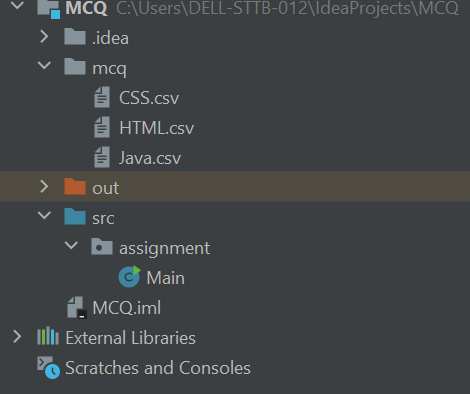 MCQ C:\Users\DELL-STTB-012\IdeaProjects\MCQ
.idea
mcq
CSS.csv
HTML.csv
Java.csv
out
src
assignment
C Main
MCQ.iml
External Libraries
Scratches and Consoles